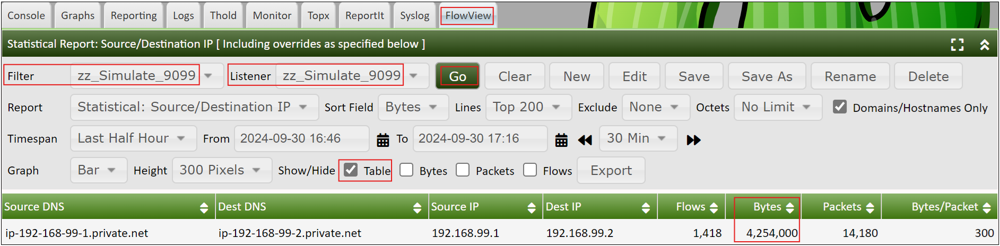 Console Graphs Reporting Logs Thold Monitor Topx ReportIt Syslog FlowView
Statistical Report: Source/Destination IP [ Including overrides as specified below ]
Filter zz_Simulate_9099 Listener zz_Simulate_9099 Go Clear New Edit Save Save As Rename Delete
Report Statistical: Source/Destination IP Sort Field Bytes Lines Top 200 Exclude None Octets No Limit Domains/Hostnames Only
Timespan Last Half Hour From 2024-09-30 16:46 To 2024-09-30 17:16 30 Min
Graph Bar Height 300 Pixels Show/Hide Table Bytes Packets Flows Export
Source DNS Dest DNS Source IP Dest IP Flows Bytes Packets Bytes/Packet
ip-192-168-99-1.private.net ip-192-168-99-2.private.net 192.168.99.1 192.168.99.2 1,418 4,254,000 14,180 300